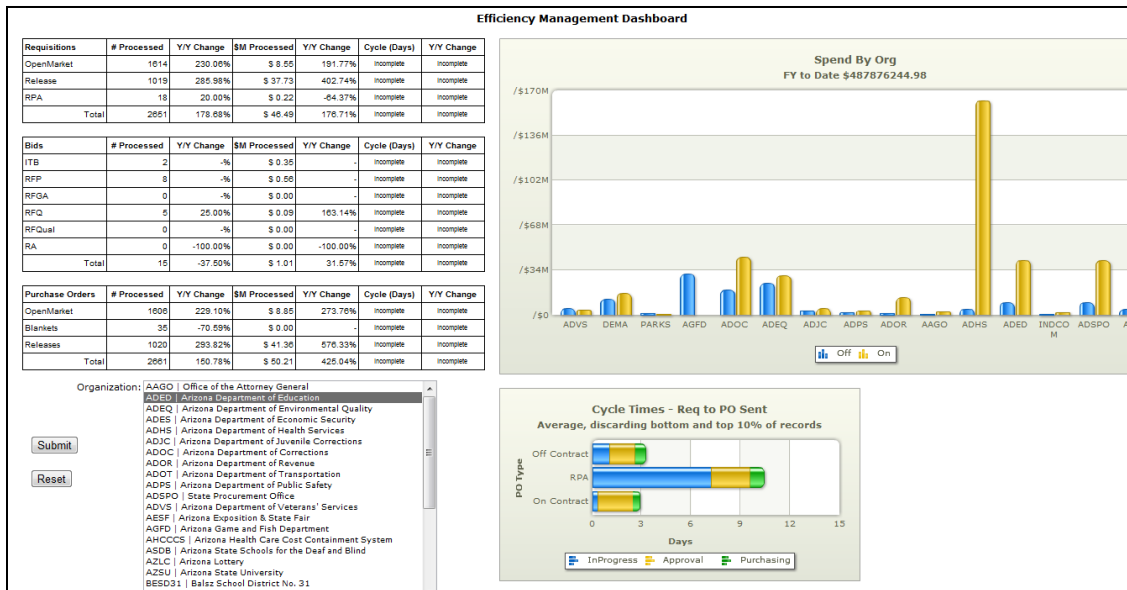 Efficiency Management Dashboard
Requisitions # Processed Y/Y Change $M Processed Y/Y Change Cycle (Days) Y/Y Change
OpenMarket 1614 230.06% $ 8.55 191.77% Incomplete Incomplete
Release 1019 285.98% $ 37.73 402.74% Incomplete Incomplete
RPA 18 20.00% $ 0.22 -64.37% Incomplete Incomplete
Total 2651 178.68% $ 46.49 176.71% Incomplete Incomplete
Bids # Processed Y/Y Change $M Processed Y/Y Change Cycle (Days) Y/Y Change
ITB 2 -% $ 0.35 - Incomplete Incomplete
RFP 8 -% $ 0.56 - Incomplete Incomplete
RFGA 0 -% $ 0.00 - Incomplete Incomplete
RFQ 5 25.00% $ 0.09 163.14% Incomplete Incomplete
RFQual 0 -% $ 0.00 - Incomplete Incomplete
RA 0 -100.00% $ 0.00 -100.00% Incomplete Incomplete
Total 15 -37.50% $ 1.01 31.57% Incomplete Incomplete
Purchase Orders # Processed Y/Y Change $M Processed Y/Y Change Cycle (Days) Y/Y Change
OpenMarket 1606 229.10% $ 8.85 273.76% Incomplete Incomplete
Blankets 35 -70.59% $ 0.00 - Incomplete Incomplete
Releases 1020 293.82% $ 41.36 576.33% Incomplete Incomplete
Total 2661 150.78% $ 50.21 425.04% Incomplete Incomplete
Organization:
AAGO | Office of the Attorney General
ADED | Arizona Department of Education
ADEQ | Arizona Department of Environmental Quality
ADES | Arizona Department of Economic Security
ADHS | Arizona Department of Health Services
ADJC | Arizona Department of Juvenile Corrections
ADOC | Arizona Department of Corrections
ADOR | Arizona Department of Revenue
ADOT | Arizona Department of Transportation
ADPS | Arizona Department of Public Safety
ADSPO | State Procurement Office
ADVS | Arizona Department of Veterans' Services
AESF | Arizona Exposition & State Fair
AGFD | Arizona Game and Fish Department
AHCCCS | Arizona Health Care Cost Containment System
ASDB | Arizona State Schools for the Deaf and Blind
AZLC | Arizona Lottery
AZSU | Arizona State University
BESD31 | Balsz School District No. 31
Submit
Reset
Spend By Org
FY to Date $487876244.98
/$170M
/$136M
/$102M
/$68M
/$34M
/$0
ADVS DEMA PARKS AGFD ADOC ADEQ ADJC ADPS ADOR AAGO ADHS ADED INDCO ADSPO A
M
Off On
Cycle Times - Req to PO Sent
Average, discarding bottom and top 10% of records
PO Type
Off Contract
RPA
On Contract
0 3 6 9 12 15
Days
InProgress Approval Purchasing